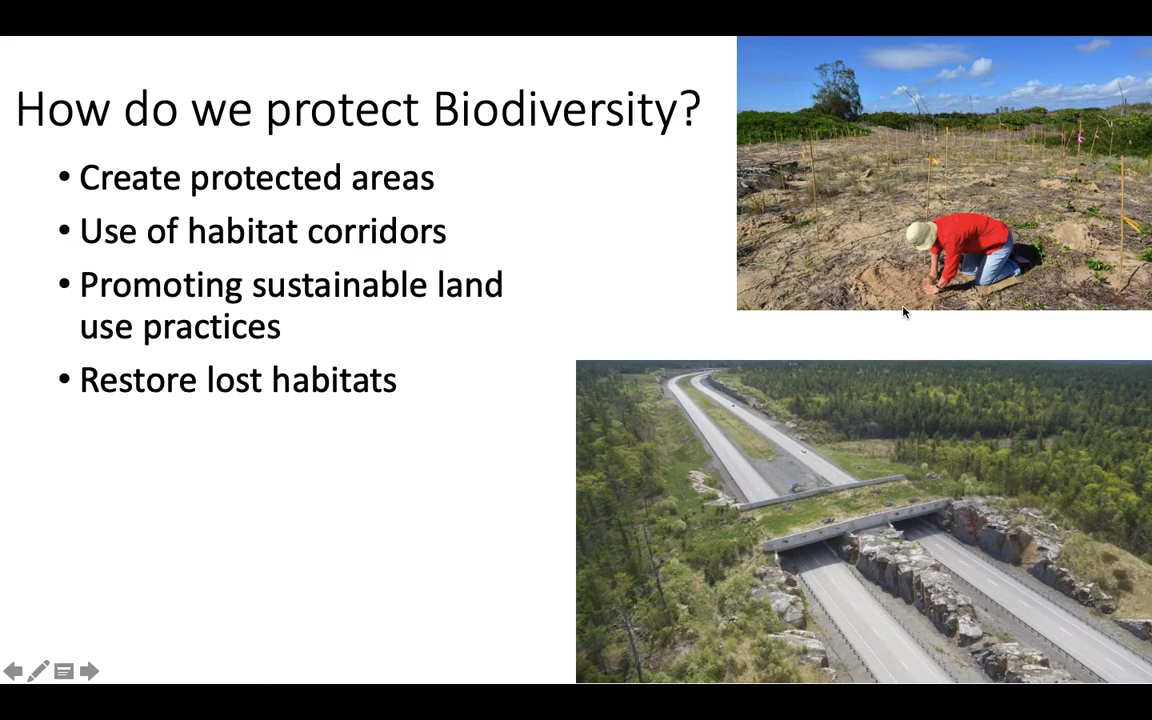 How do we protect Biodiversity?
• Create protected areas
• Use of habitat corridors
• Promoting sustainable land
use practices
• Restore lost habitats